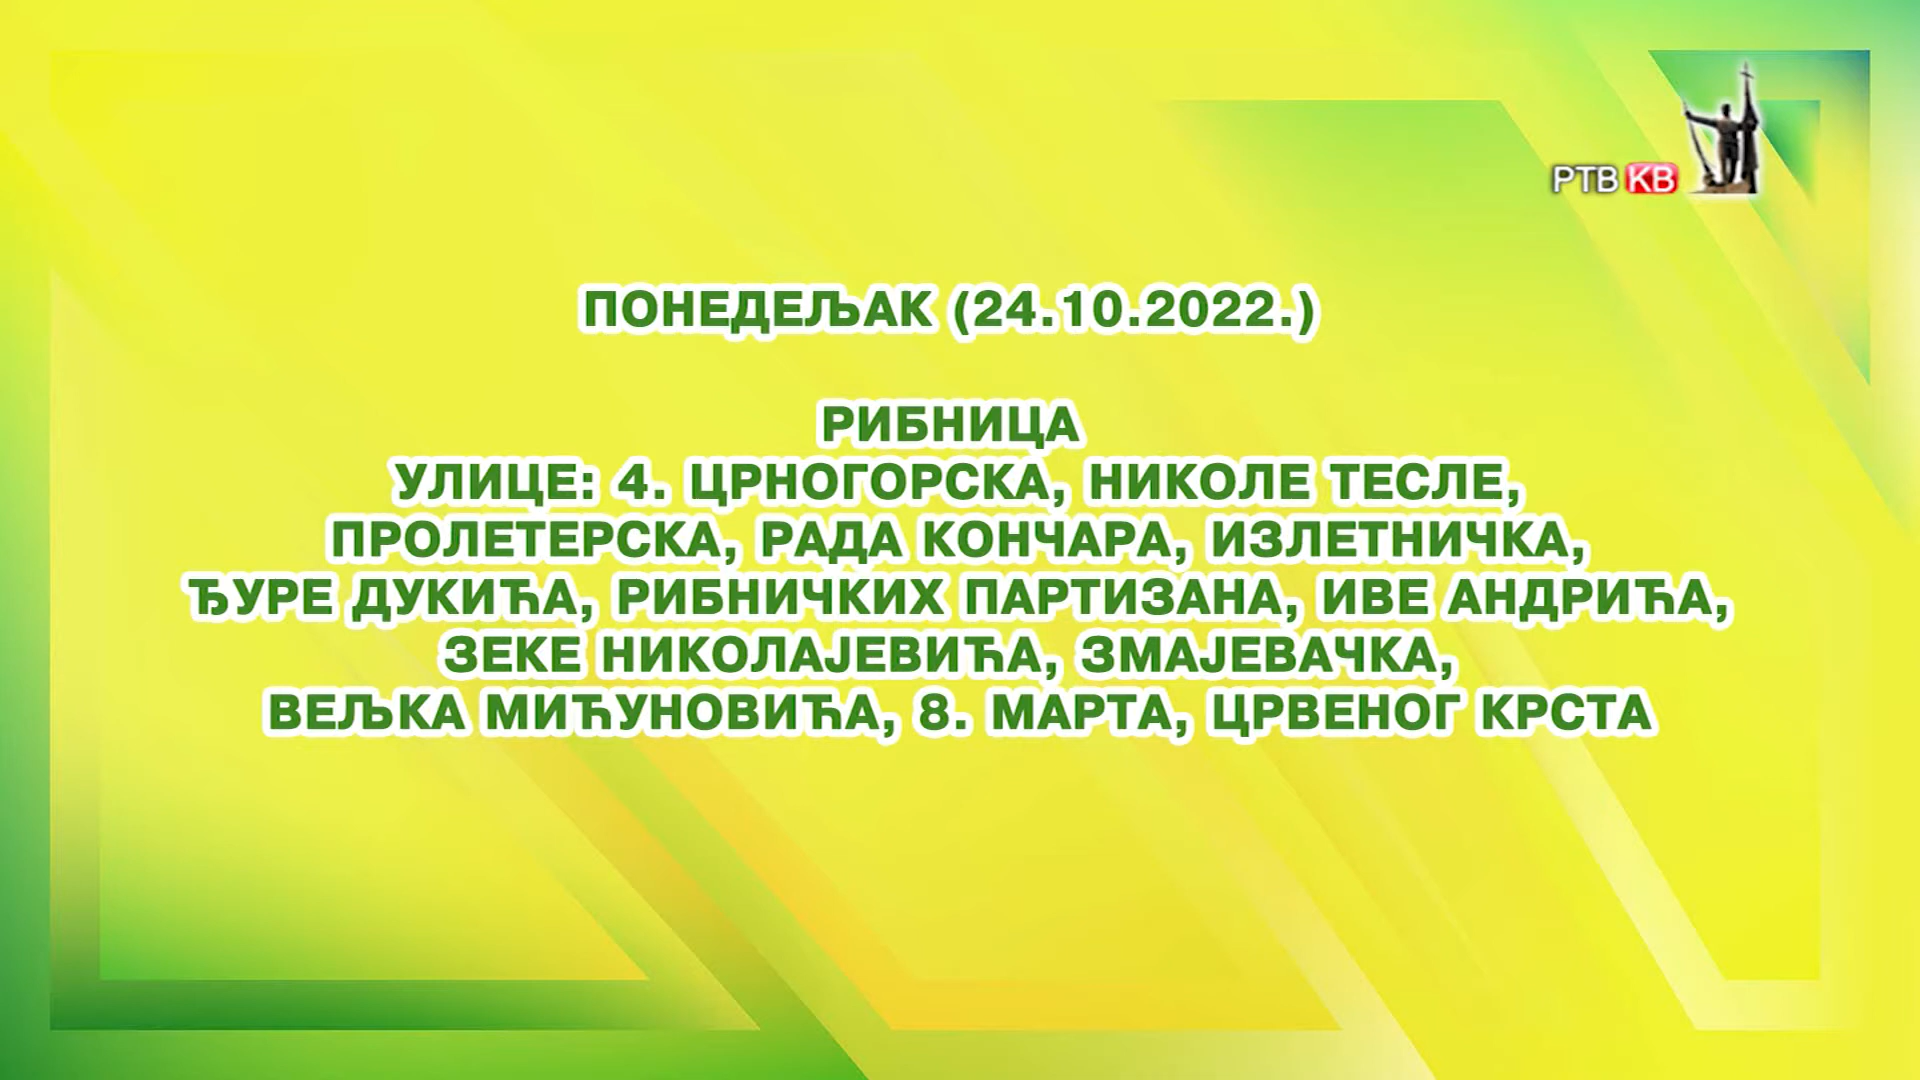 РТВ КВ
ПОНЕДЕЉАК (24.10.2022.)
РИБНИЦА
УЛИЦЕ: 4. ЦРНОГОРСКА, НИКОЛЕ ТЕСЛЕ,
ПРОЛЕТЕРСКА, РАДА КОНЧАРА, ИЗЛЕТНИЧКА,
ЂУРЕ ДУКИЋА, РИБНИЧКИХ ПАРТИЗАНА, ИВЕ АНДРИЋА,
ЗЕКЕ НИКОЛАЈЕВИЋА, ЗМАЈЕВАЧКА,
ВЕЉКА МИЋУНОВИЋА, 8. МАРТА, ЦРВЕНОГ КРСТА